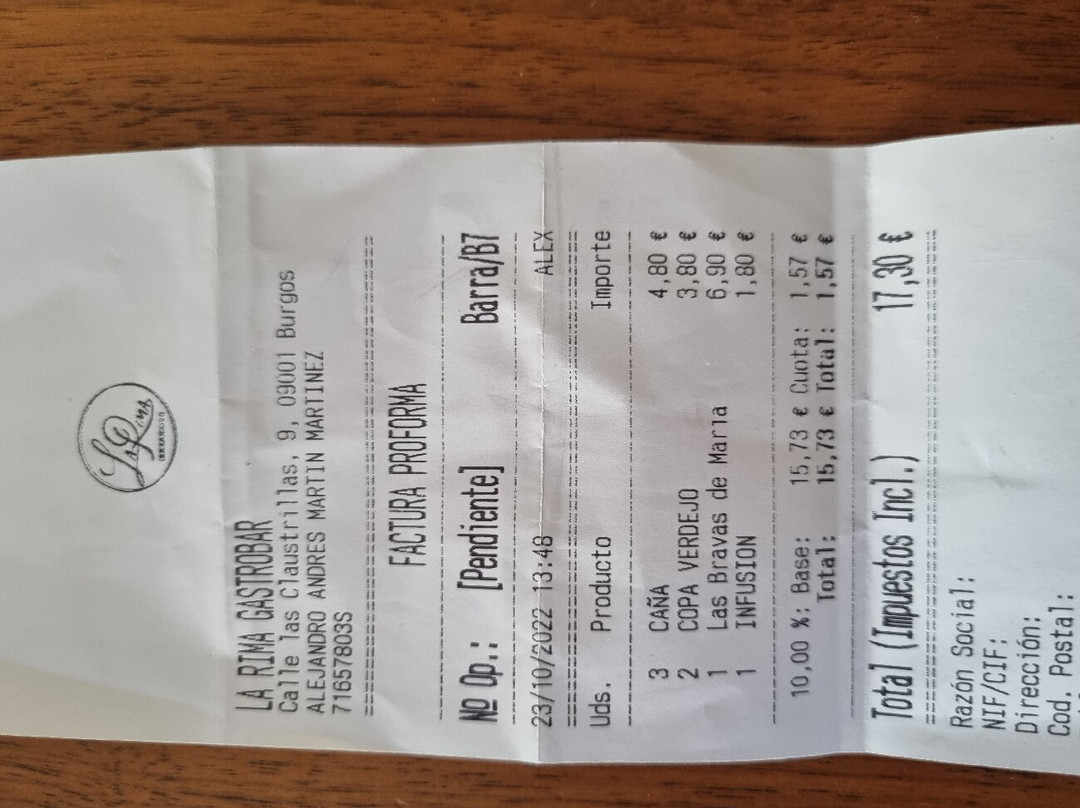 La Rima
LA RIMA GASTROBAR
Calle las Claustrillas, 9, 09001 Burgos
ALEJANDRO ANDRES MARTIN MARTINEZ
71657803S
FACTURA PROFORMA
Nº Op.: [Pendiente] Barra/B7
23/10/2022 13:48 ALEX
Uds. Producto Importe
3 CAÑA 4,80 €
2 COPA VERDEJO 3,80 €
1 Las Bravas de Maria 6,90 €
1 INFUSION 1,80 €
10,00 %: Base: 15,73 € Cuota: 1,57 €
Total: 15,73 € Total: 1,57 €
Total (Impuestos Incl.) 17,30 €
Razón Social:
NIF/CIF:
Dirección:
Cod. Postal: